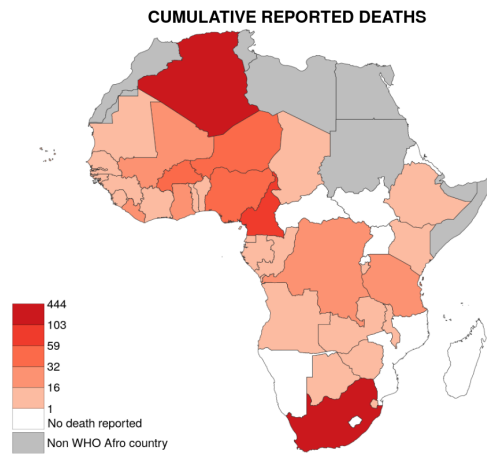 CUMULATIVE REPORTED DEATHS
444
103
59
32
16
1
No death reported
Non WHO Afro country